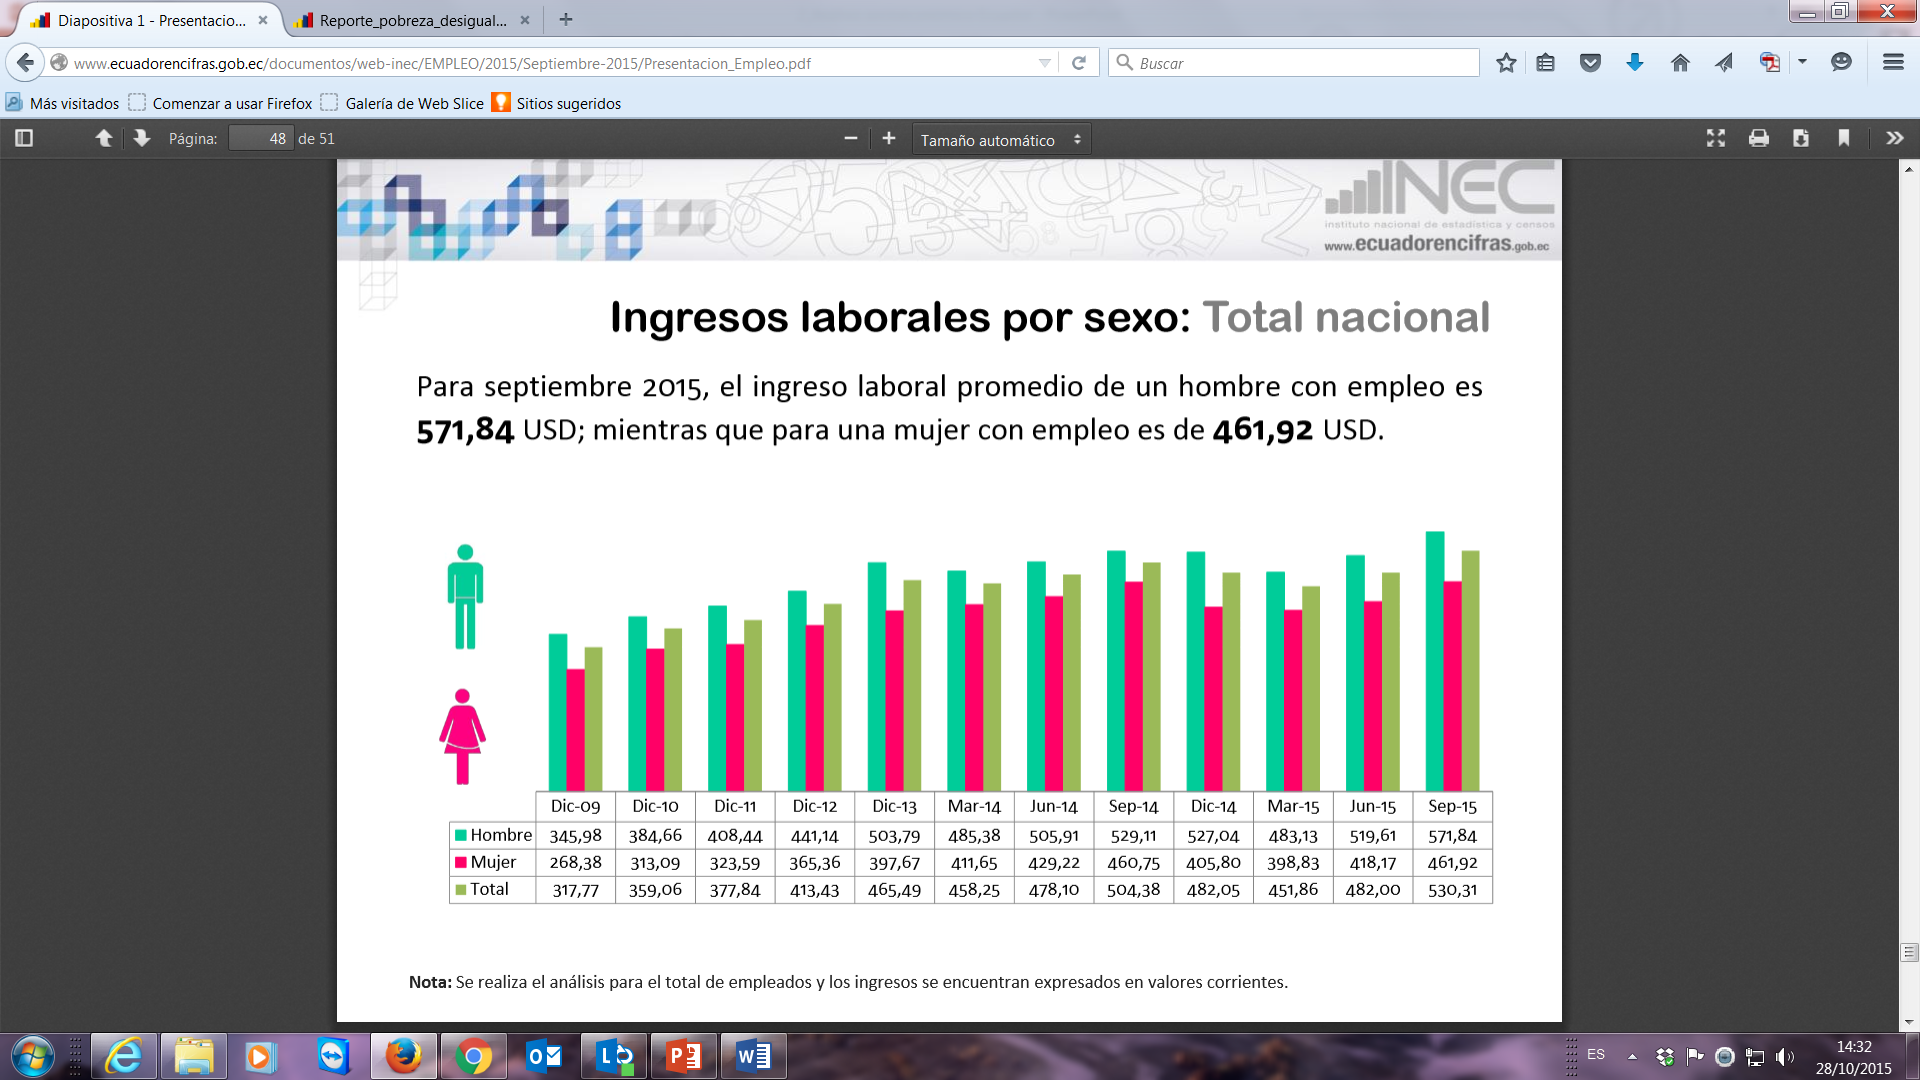 Diapositiva 1 - Presentacio...
Reporte_pobreza_desigual...
www.ecuadorencifras.gob.ec/documentos/web-inec/EMPLEO/2015/Septiembre-2015/Presentacion_Empleo.pdf
Buscar
Más visitados Comenzar a usar Firefox Galería de Web Slice Sitios sugeridos
Página: 48 de 51
Tamaño automático
INEC
instituto nacional de estadística y censos
www.ecuadorencifras.gob.ec
Ingresos laborales por sexo: Total nacional
Para septiembre 2015, el ingreso laboral promedio de un hombre con empleo es
571,84 USD; mientras que para una mujer con empleo es de 461,92 USD.
Dic-09 Dic-10 Dic-11 Dic-12 Dic-13 Mar-14 Jun-14 Sep-14 Dic-14 Mar-15 Jun-15 Sep-15
Hombre 345,98 384,66 408,44 441,14 503,79 485,38 505,91 529,11 527,04 483,13 519,61 571,84
Mujer 268,38 313,09 323,59 365,36 397,67 411,65 429,22 460,75 405,80 398,83 418,17 461,92
Total 317,77 359,06 377,84 413,43 465,49 458,25 478,10 504,38 482,05 451,86 482,00 530,31
Nota: Se realiza el análisis para el total de empleados y los ingresos se encuentran expresados en valores corrientes.
ES
14:32
28/10/2015